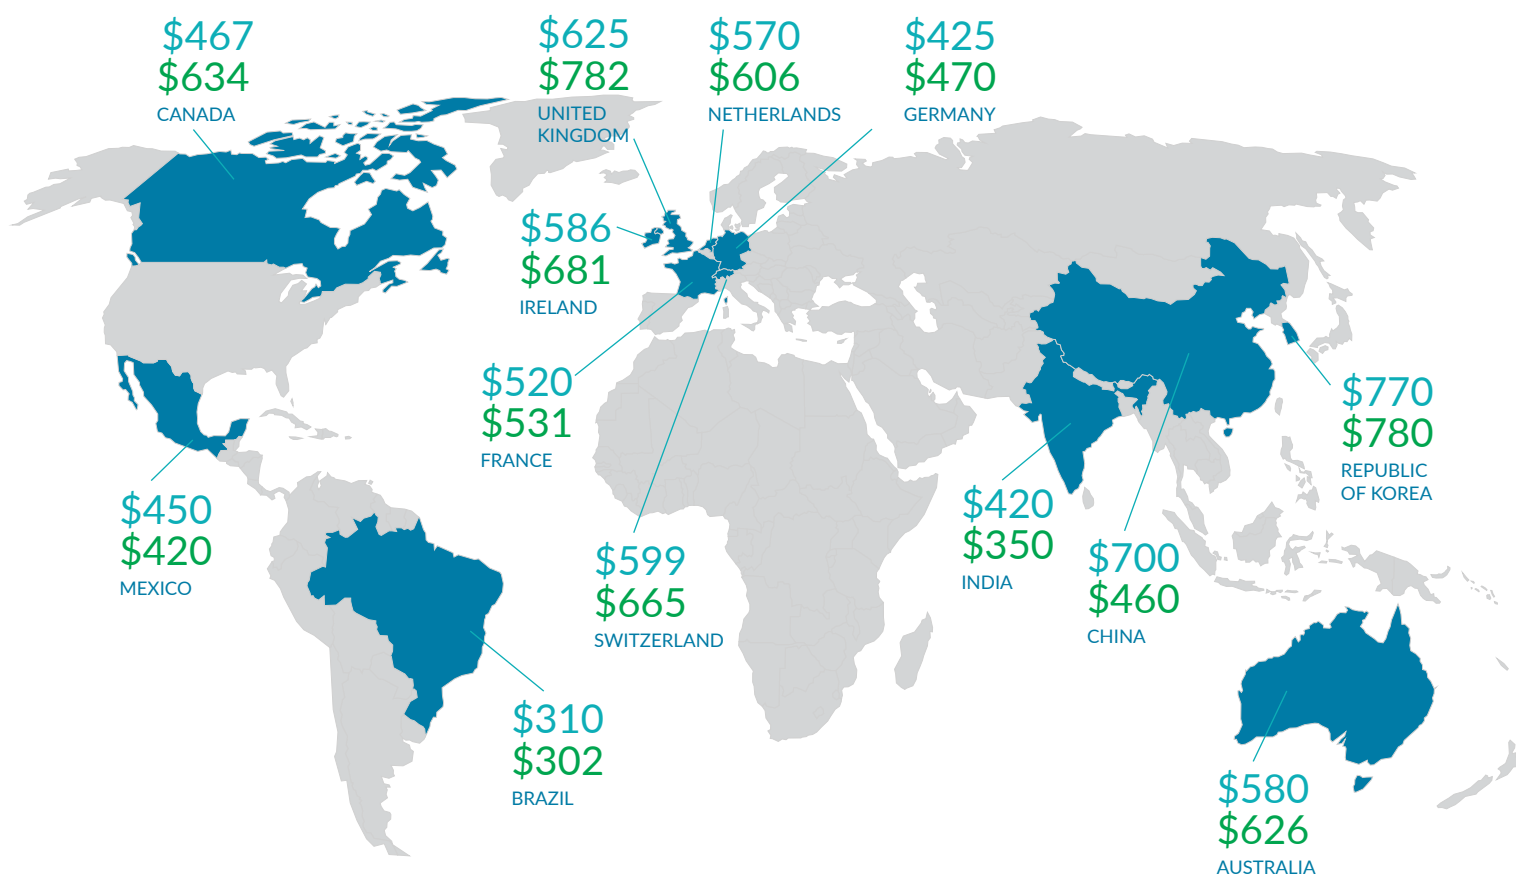 $467
$634
CANADA
$625
$782
UNITED
KINGDOM
$570
$606
NETHERLANDS
$425
$470
GERMANY
$586
$681
IRELAND
$520
$531
FRANCE
$770
$780
REPUBLIC
OF KOREA
$450
$420
MEXICO
$599
$665
SWITZERLAND
$420
$350
INDIA
$700
$460
CHINA
$310
$302
BRAZIL
$580
$626
AUSTRALIA